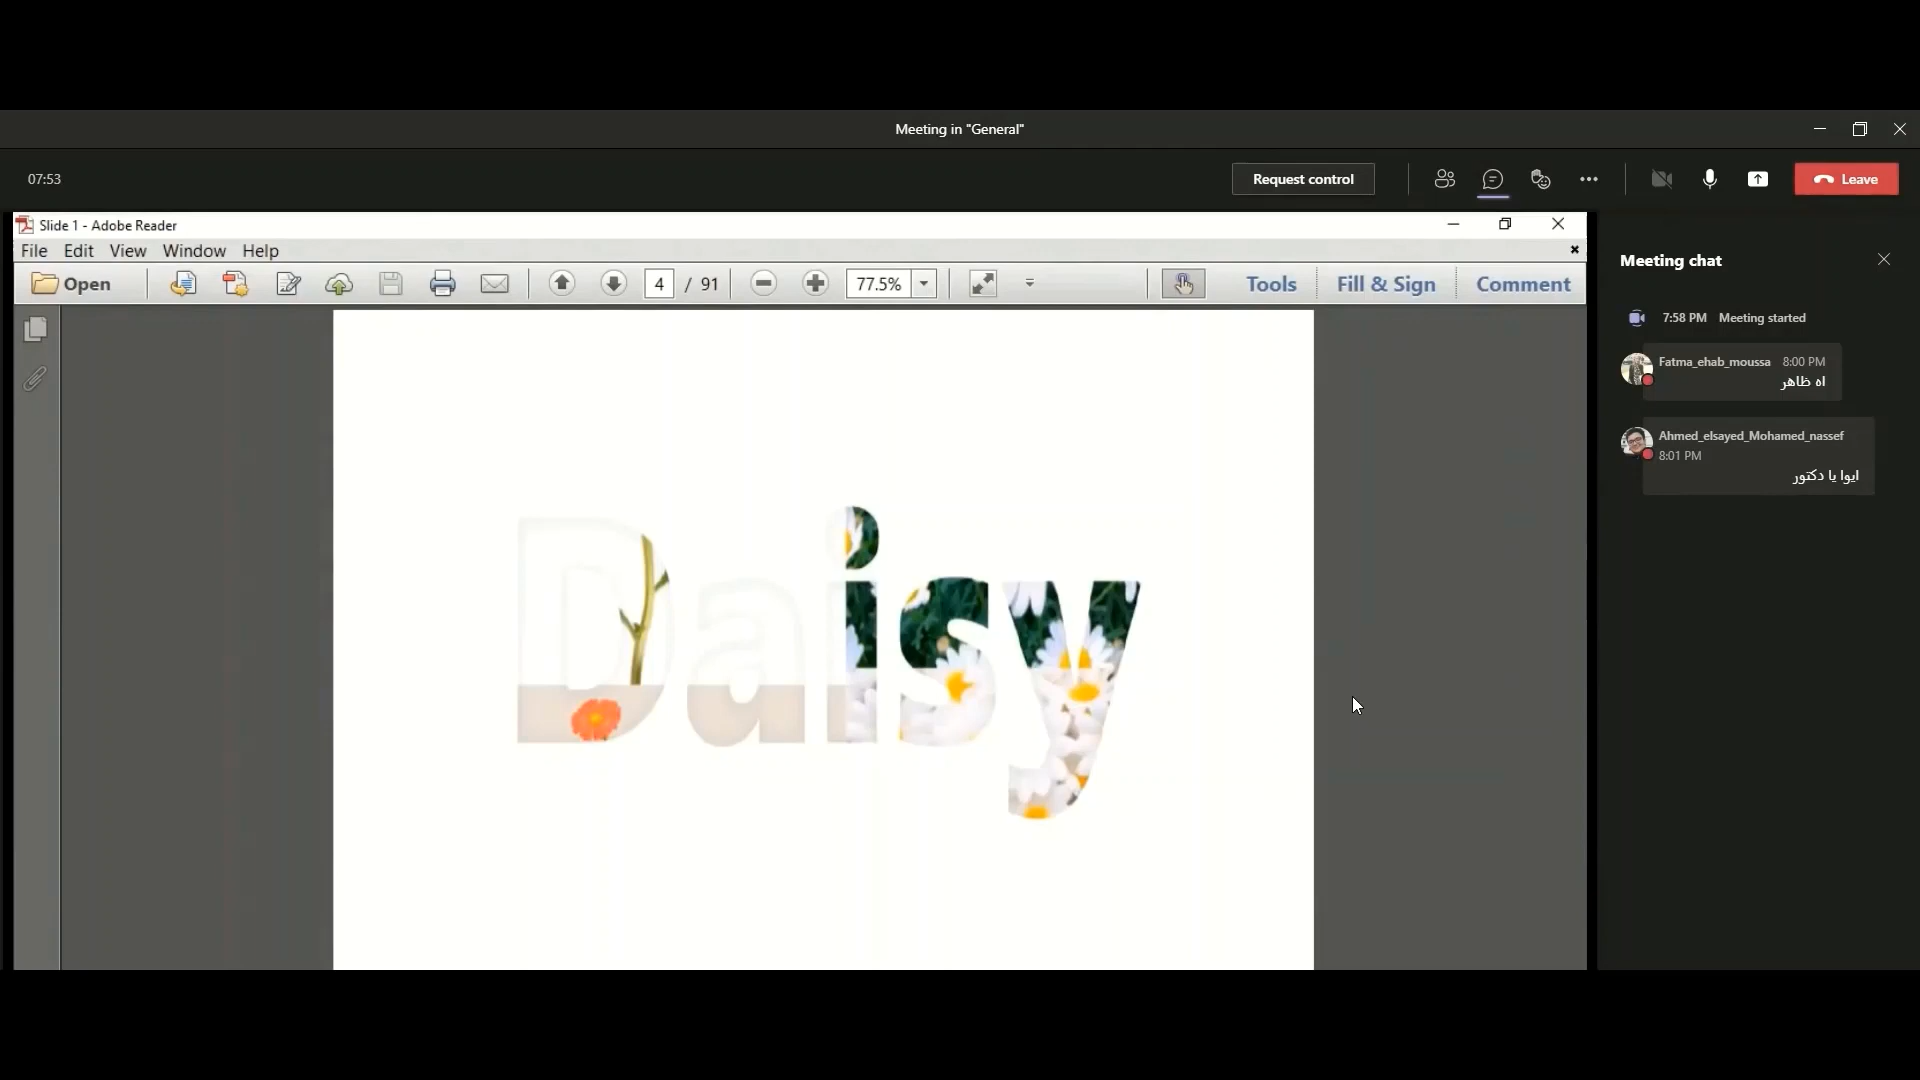 Meeting in "General"
07:53
Request control
Leave
Slide 1 - Adobe Reader
File Edit View Window Help
Open
4 / 91
77.5%
Tools
Fill & Sign
Comment
Daisy
Meeting chat
7:58 PM Meeting started
Fatma_ehab_moussa 8:00 PM
اه ظاهر
Ahmed_elsayed_Mohamed_nassef
8:01 PM
ايوا يا دكتور